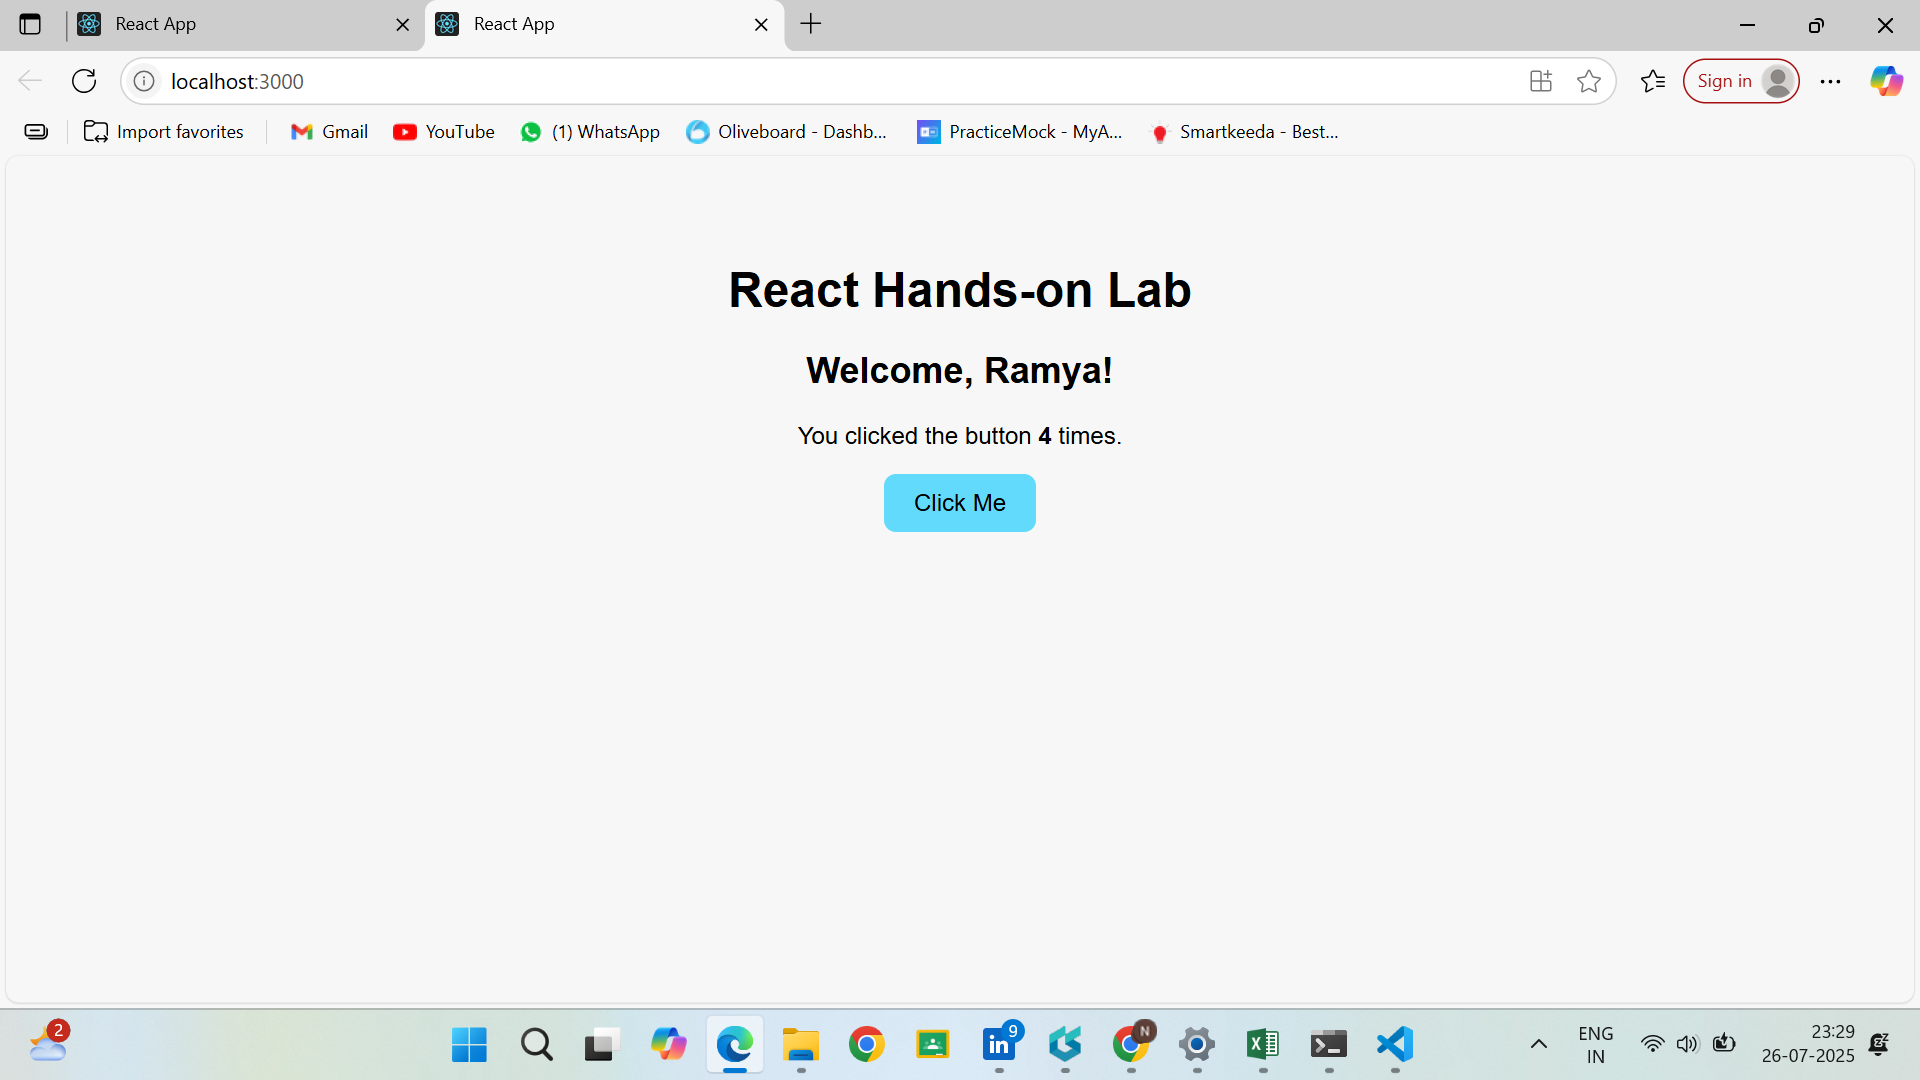 React App
React App
localhost:3000
Sign in
Import favorites
Gmail
YouTube
(1) WhatsApp
Oliveboard - Dashb...
PracticeMock - MyA...
Smartkeeda - Best...
React Hands-on Lab
Welcome, Ramya!
You clicked the button 4 times.
Click Me
2
in
9
N
X
ENG
IN
23:29
26-07-2025